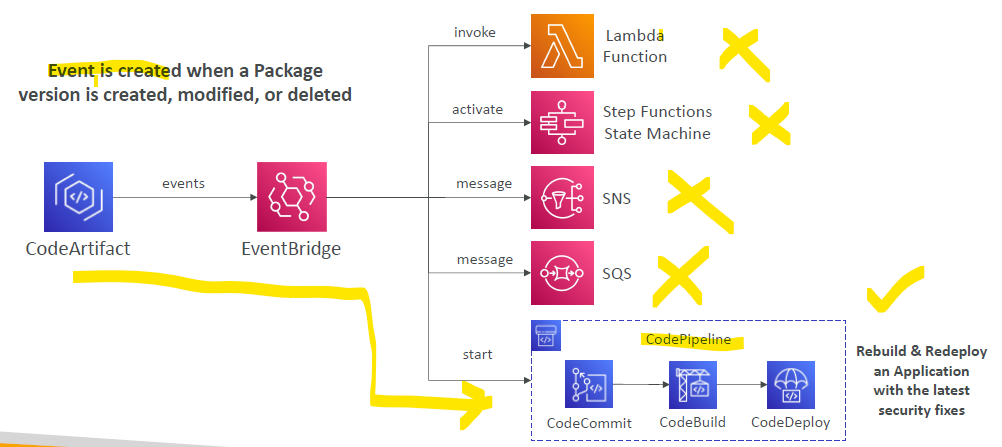 Event is created when a Package
version is created, modified, or deleted
CodeArtifact
events
EventBridge
invoke
Lambda
Function
activate
Step Functions
State Machine
message
SNS
message
SQS
start
CodePipeline
CodeCommit
CodeBuild
CodeDeploy
Rebuild & Redeploy
an Application
with the latest
security fixes